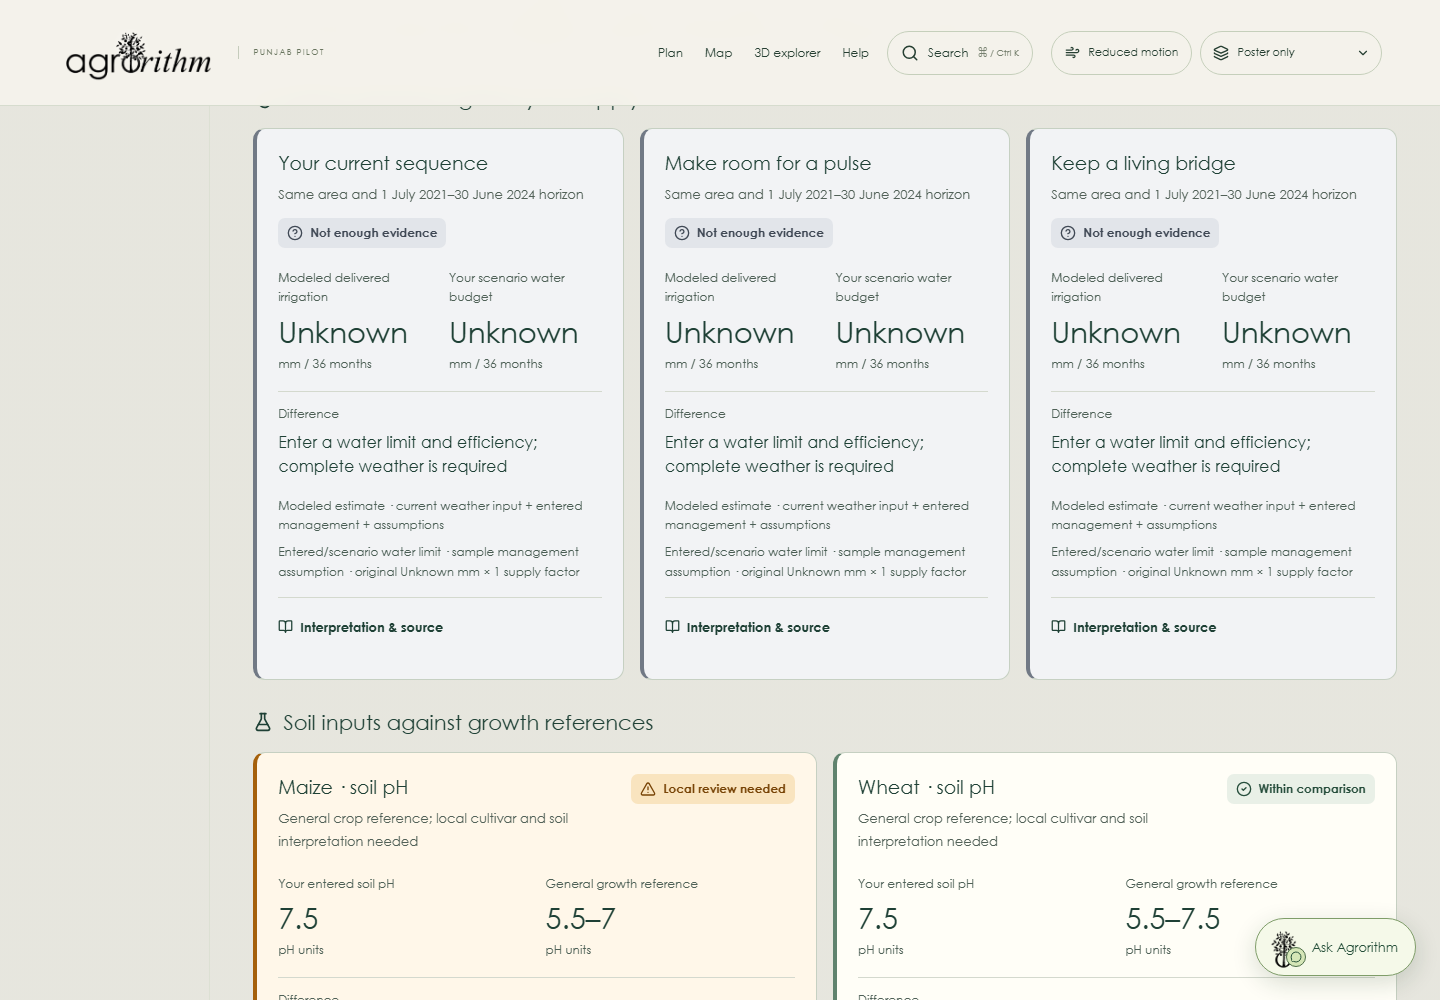 agrorithm
PUNJAB PILOT
Plan
Map
3D explorer
Help
Search ⌘ / Ctrl K
Reduced motion
Poster only
Your current sequence
Same area and 1 July 2021–30 June 2024 horizon
Not enough evidence
Modeled delivered
irrigation
Your scenario water
budget
Unknown
Unknown
mm / 36 months
mm / 36 months
Difference
Enter a water limit and efficiency;
complete weather is required
Modeled estimate · current weather input + entered
management + assumptions
Entered/scenario water limit · sample management
assumption · original Unknown mm × 1 supply factor
Interpretation & source
Make room for a pulse
Same area and 1 July 2021–30 June 2024 horizon
Not enough evidence
Modeled delivered
irrigation
Your scenario water
budget
Unknown
Unknown
mm / 36 months
mm / 36 months
Difference
Enter a water limit and efficiency;
complete weather is required
Modeled estimate · current weather input + entered
management + assumptions
Entered/scenario water limit · sample management
assumption · original Unknown mm × 1 supply factor
Interpretation & source
Keep a living bridge
Same area and 1 July 2021–30 June 2024 horizon
Not enough evidence
Modeled delivered
irrigation
Your scenario water
budget
Unknown
Unknown
mm / 36 months
mm / 36 months
Difference
Enter a water limit and efficiency;
complete weather is required
Modeled estimate · current weather input + entered
management + assumptions
Entered/scenario water limit · sample management
assumption · original Unknown mm × 1 supply factor
Interpretation & source
Soil inputs against growth references
Maize · soil pH
Local review needed
General crop reference; local cultivar and soil
interpretation needed
Your entered soil pH
General growth reference
7.5
5.5–7
pH units
pH units
Difference
Wheat · soil pH
Within comparison
General crop reference; local cultivar and soil
interpretation needed
Your entered soil pH
General growth reference
7.5
5.5–7.5
pH units
pH units
Difference
Ask Agrorithm